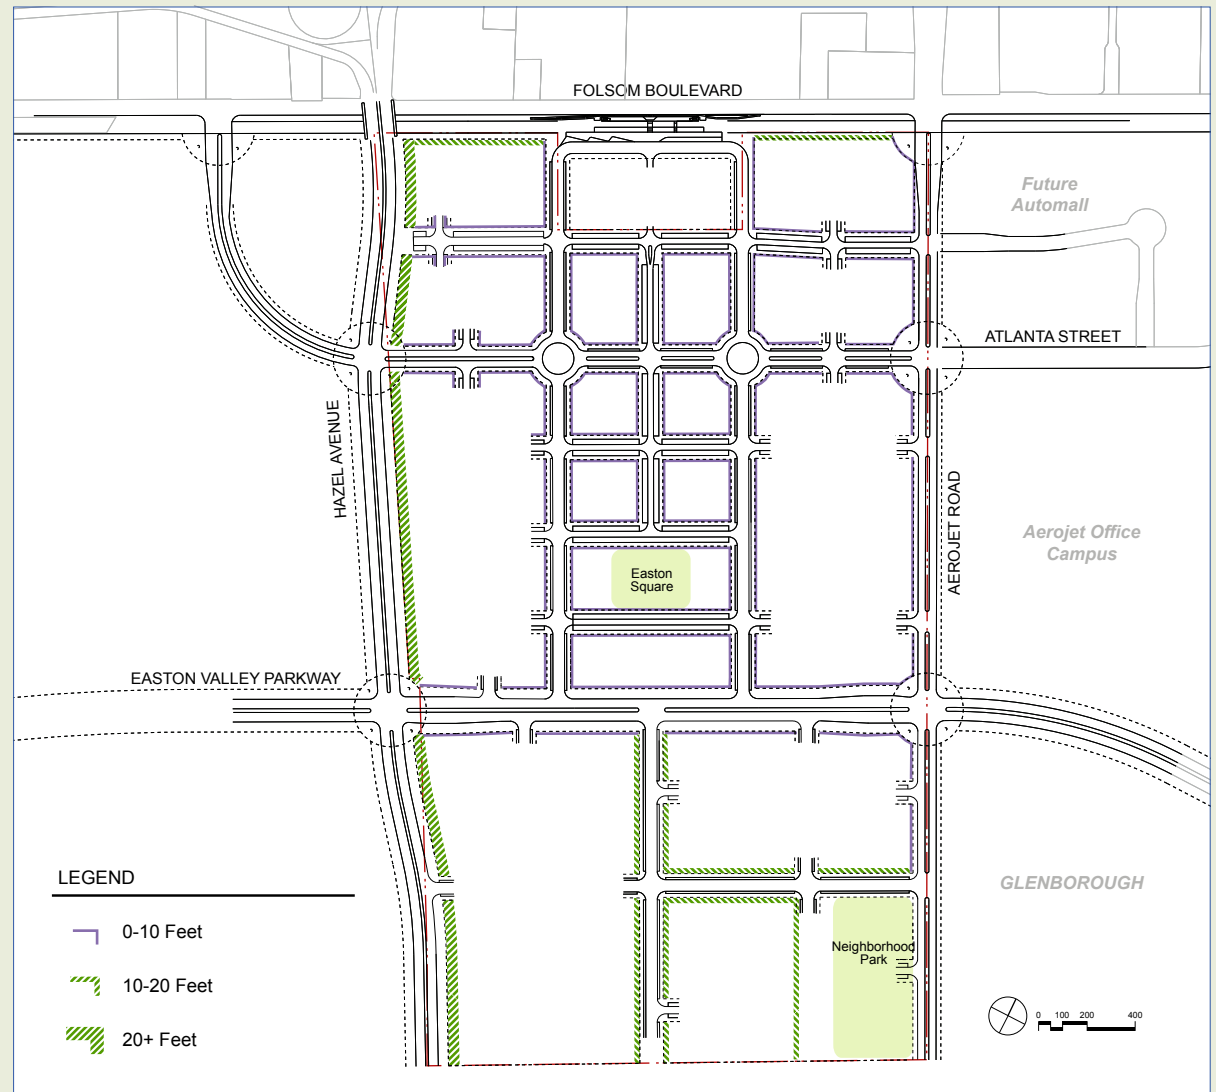 FOLSOM BOULEVARD
Future
Automall
ATLANTA STREET
HAZEL AVENUE
AEROJET ROAD
Aerojet Office
Campus
Easton
Square
EASTON VALLEY PARKWAY
LEGEND
0-10 Feet
10-20 Feet
20+ Feet
GLENBOROUGH
Neighborhood
Park
0 100 200 400